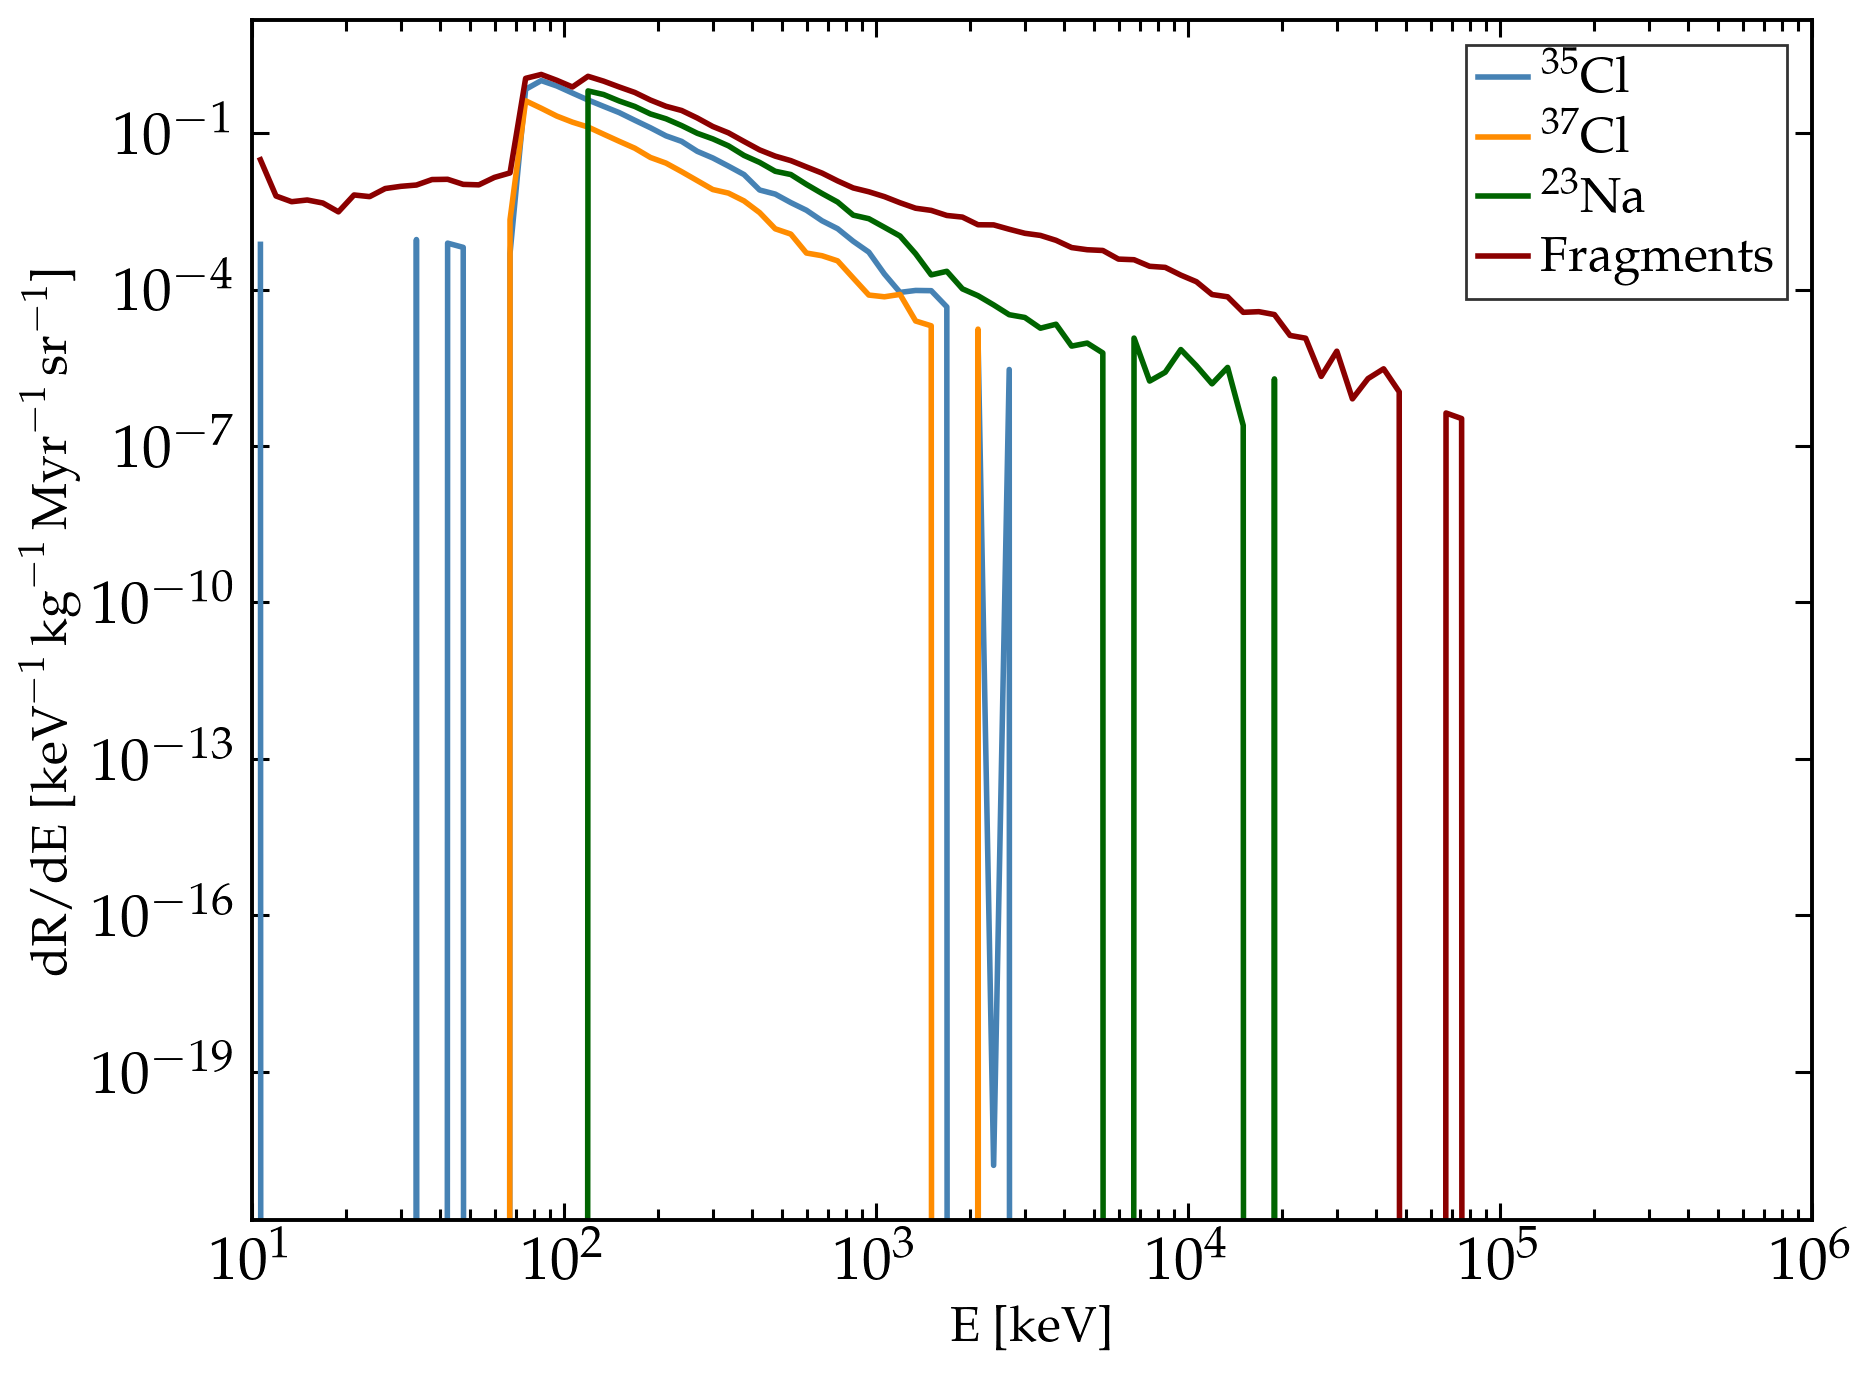 ³⁵Cl
³⁷Cl
²³Na
Fragments
10⁻¹
10⁻⁴
10⁻⁷
10⁻¹⁰
10⁻¹³
10⁻¹⁶
10⁻¹⁹
dR/dE [keV⁻¹ kg⁻¹ Myr⁻¹ sr⁻¹]
10¹ 10² 10³ 10⁴ 10⁵ 10⁶
E [keV]